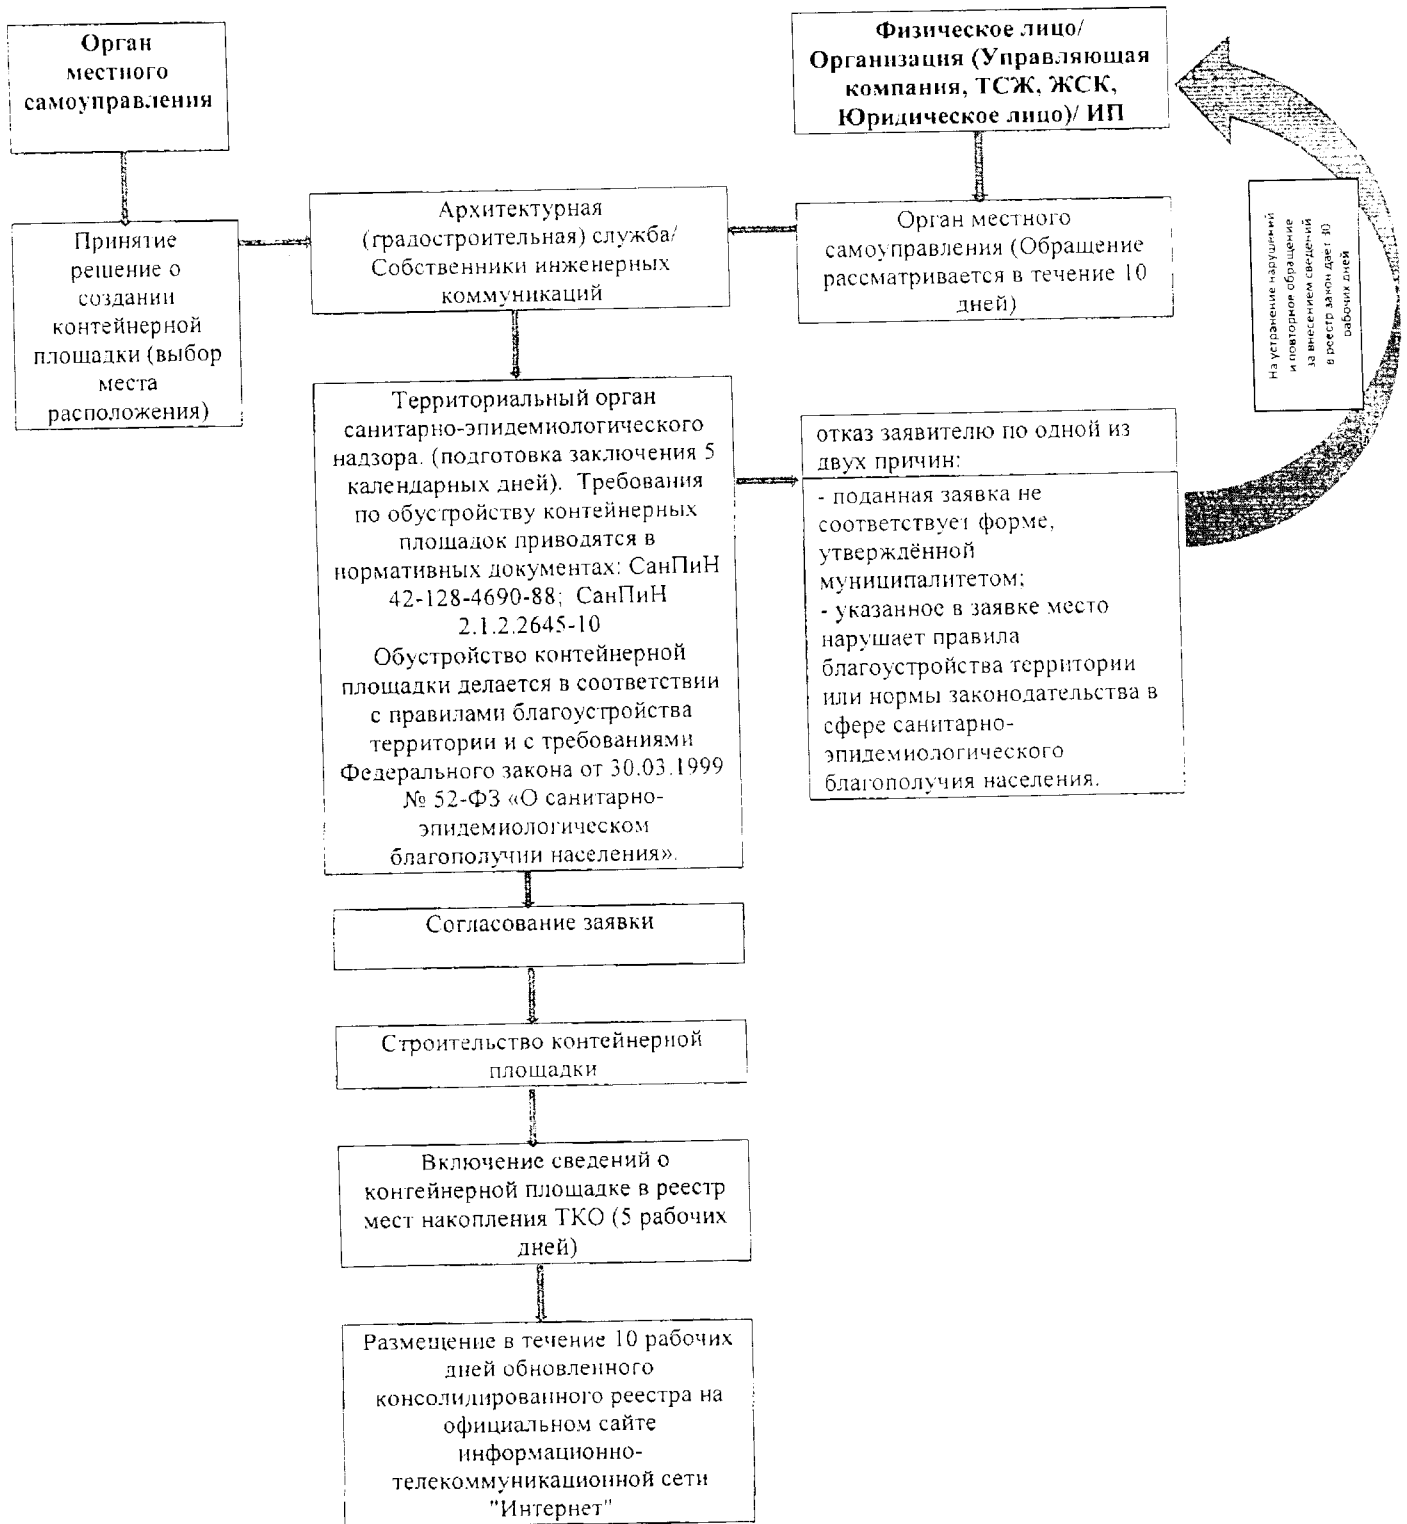 Орган
местного
самоуправления
Физическое лицо/
Организация (Управляющая
компания, ТСЖ, ЖСК,
Юридическое лицо)/ ИП
Принятие
решение о
создании
контейнерной
площадки (выбор
места
расположения)
Архитектурная
(градостроительная) служба/
Собственники инженерных
коммуникаций
Орган местного
самоуправления (Обращение
рассматривается в течение 10
дней)
На устранение нарушений
и повторное обращение
за внесением сведений
в реестр закон дает 30
рабочих дней
Территориальный орган
санитарно-эпидемиологического
надзора. (подготовка заключения 5
календарных дней). Требования
по обустройству контейнерных
площадок приводятся в
нормативных документах: СанПиН
42-128-4690-88; СанПиН
2.1.2.2645-10
Обустройство контейнерной
площадки делается в соответствии
с правилами благоустройства
территории и с требованиями
Федерального закона от 30.03.1999
№ 52-ФЗ «О санитарно-
эпидемиологическом
благополучии населения».
отказ заявителю по одной из
двух причин:
- поданная заявка не
соответствует форме,
утверждённой
муниципалитетом;
- указанное в заявке место
нарушает правила
благоустройства территории
или нормы законодательства в
сфере санитарно-
эпидемиологического
благополучия населения.
Согласование заявки
Строительство контейнерной
площадки
Включение сведений о
контейнерной площадке в реестр
мест накопления ТКО (5 рабочих
дней)
Размещение в течение 10 рабочих
дней обновленного
консолидированного реестра на
официальном сайте
информационно-
телекоммуникационной сети
"Интернет"